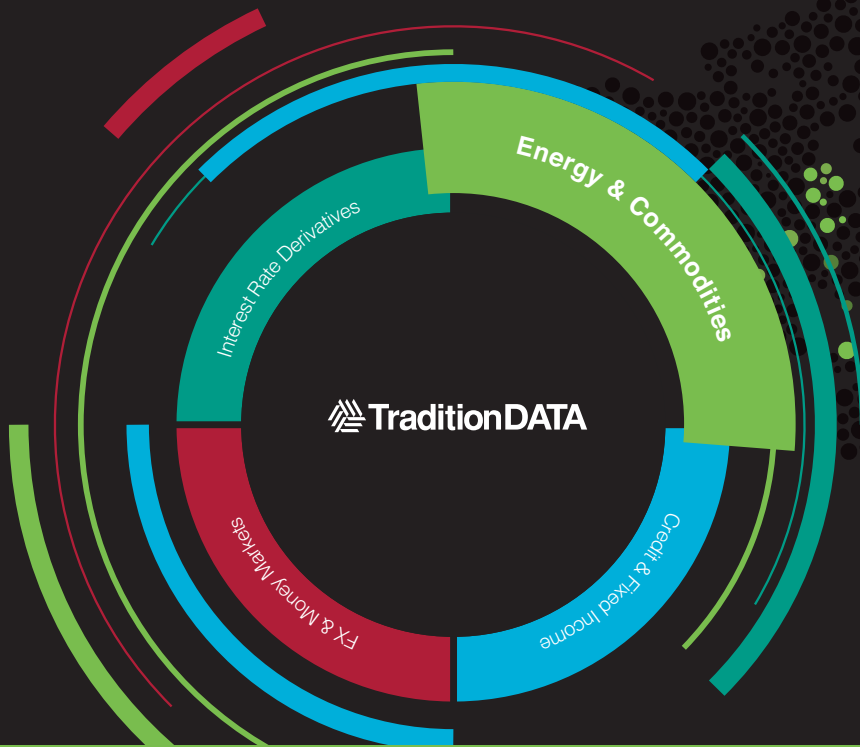 Energy & Commodities
Interest Rate Derivatives
TraditionDATA
FX & Money Markets
Credit & Fixed Income